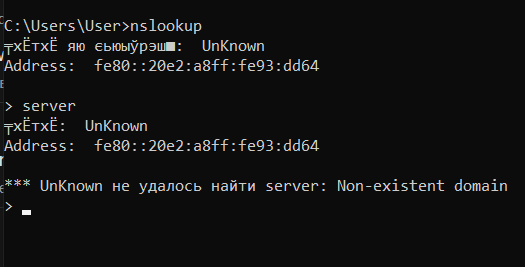 C:\Users\User>nslookup
╤хЁтхЁ яю єьюыўрэш■:  UnKnown
Address:  fe80::20e2:a8ff:fe93:dd64
> server
╤хЁтхЁ:  UnKnown
Address:  fe80::20e2:a8ff:fe93:dd64
*** UnKnown не удалось найти server: Non-existent domain
>